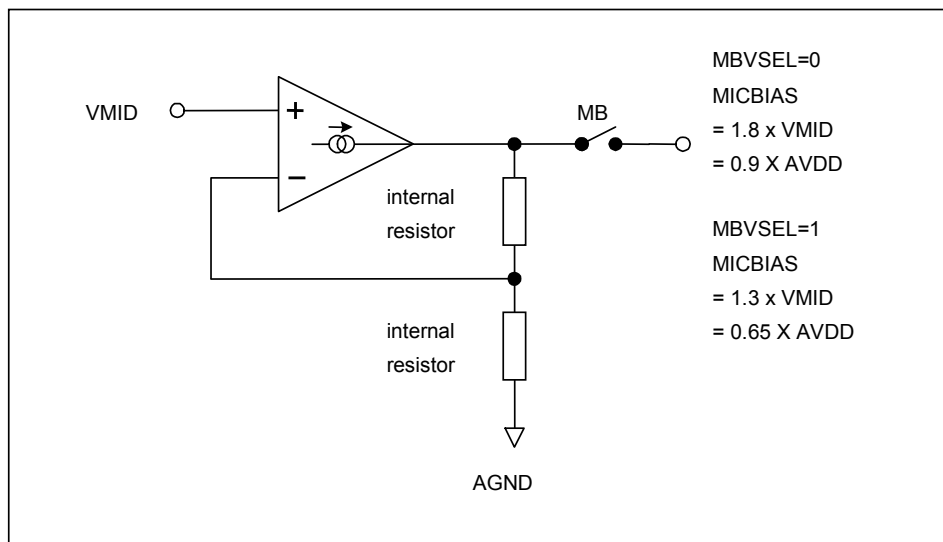 MBVSEL=0
MICBIAS
= 1.8 x VMID
= 0.9 X AVDD
VMID
+
MB
−
internal
resistor
MBVSEL=1
MICBIAS
= 1.3 x VMID
= 0.65 X AVDD
internal
resistor
AGND